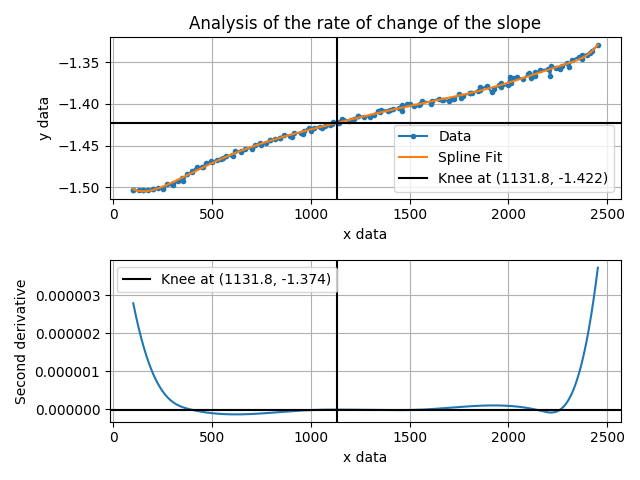 Analysis of the rate of change of the slope
−1.35
−1.40
−1.45
−1.50
y data
Data
Spline Fit
Knee at (1131.8, -1.422)
0 500 1000 1500 2000 2500
x data
Knee at (1131.8, -1.374)
0.000003
0.000002
0.000001
0.000000
Second derivative
0 500 1000 1500 2000 2500
x data